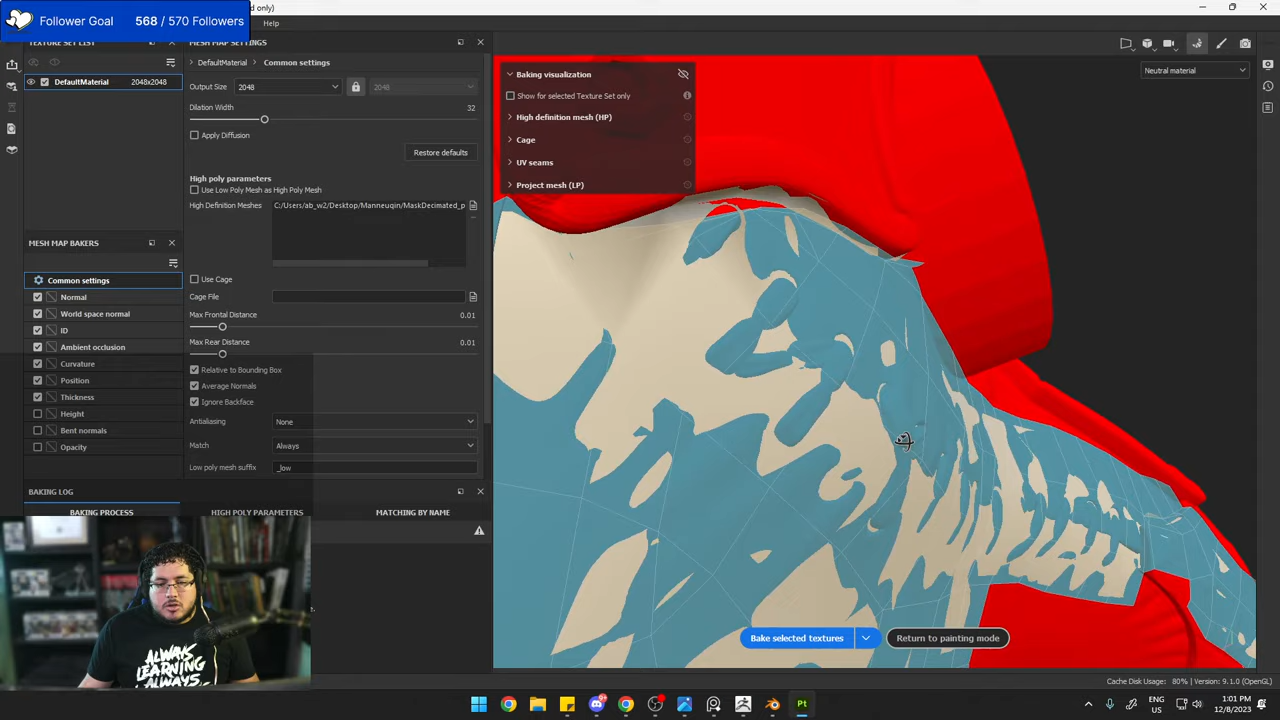 Follower Goal 568 / 570 Followers
d only)
Help
TEXTURE SET LIST
DefaultMaterial 2048x2048
MESH MAP SETTINGS
DefaultMaterial > Common settings
Output Size 2048 2048
Dilation Width 32
Apply Diffusion
Restore defaults
High poly parameters
Use Low Poly Mesh as High Poly Mesh
High Definition Meshes C:/Users/ab_w2/Desktop/Manneuqin/MaskDecimated_p
Use Cage
Cage File
Max Frontal Distance 0.01
Max Rear Distance 0.01
Relative to Bounding Box
Average Normals
Ignore Backface
Antialiasing None
Match Always
Low poly mesh suffix _low
MESH MAP BAKERS
Common settings
Normal
World space normal
ID
Ambient occlusion
Curvature
Position
Thickness
Height
Bent normals
Opacity
BAKING LOG
BAKING PROCESS HIGH POLY PARAMETERS MATCHING BY NAME
Baking visualization
Show for selected Texture Set only
High definition mesh (HP)
Cage
UV seams
Project mesh (LP)
Neutral material
Bake selected textures
Return to painting mode
ALWAYS
LEARNING
ALWAYS.
Cache Disk Usage: 80% | Version: 9.1.0 (OpenGL)
Pt
ENG
US
1:01 PM
12/8/2023